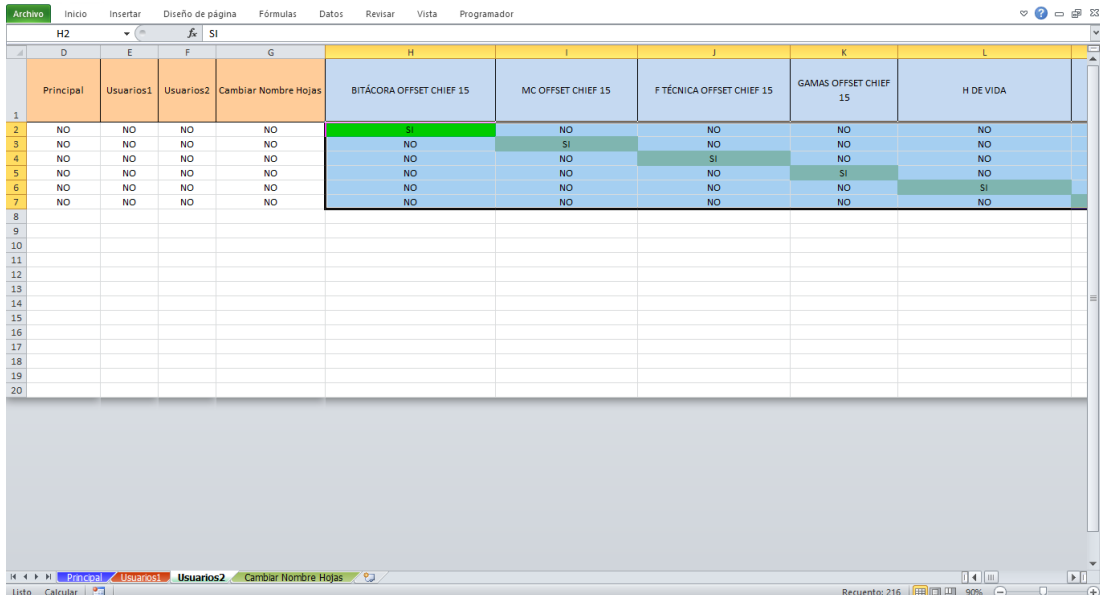 Archivo Inicio Insertar Diseño de página Fórmulas Datos Revisar Vista Programador
H2 fx SI
D E F G H I J K L
1 Principal Usuarios1 Usuarios2 Cambiar Nombre Hojas BITÁCORA OFFSET CHIEF 15 MC OFFSET CHIEF 15 F TÉCNICA OFFSET CHIEF 15 GAMAS OFFSET CHIEF
15 H DE VIDA
2 NO NO NO NO SI NO NO NO NO
3 NO NO NO NO NO SI NO NO NO
4 NO NO NO NO NO NO SI NO NO
5 NO NO NO NO NO NO NO SI NO
6 NO NO NO NO NO NO NO NO SI
7 NO NO NO NO NO NO NO NO NO
8
9
10
11
12
13
14
15
16
17
18
19
20
Principal Usuarios1 Usuarios2 Cambiar Nombre Hojas
Listo Calcular Recuento: 216 90%